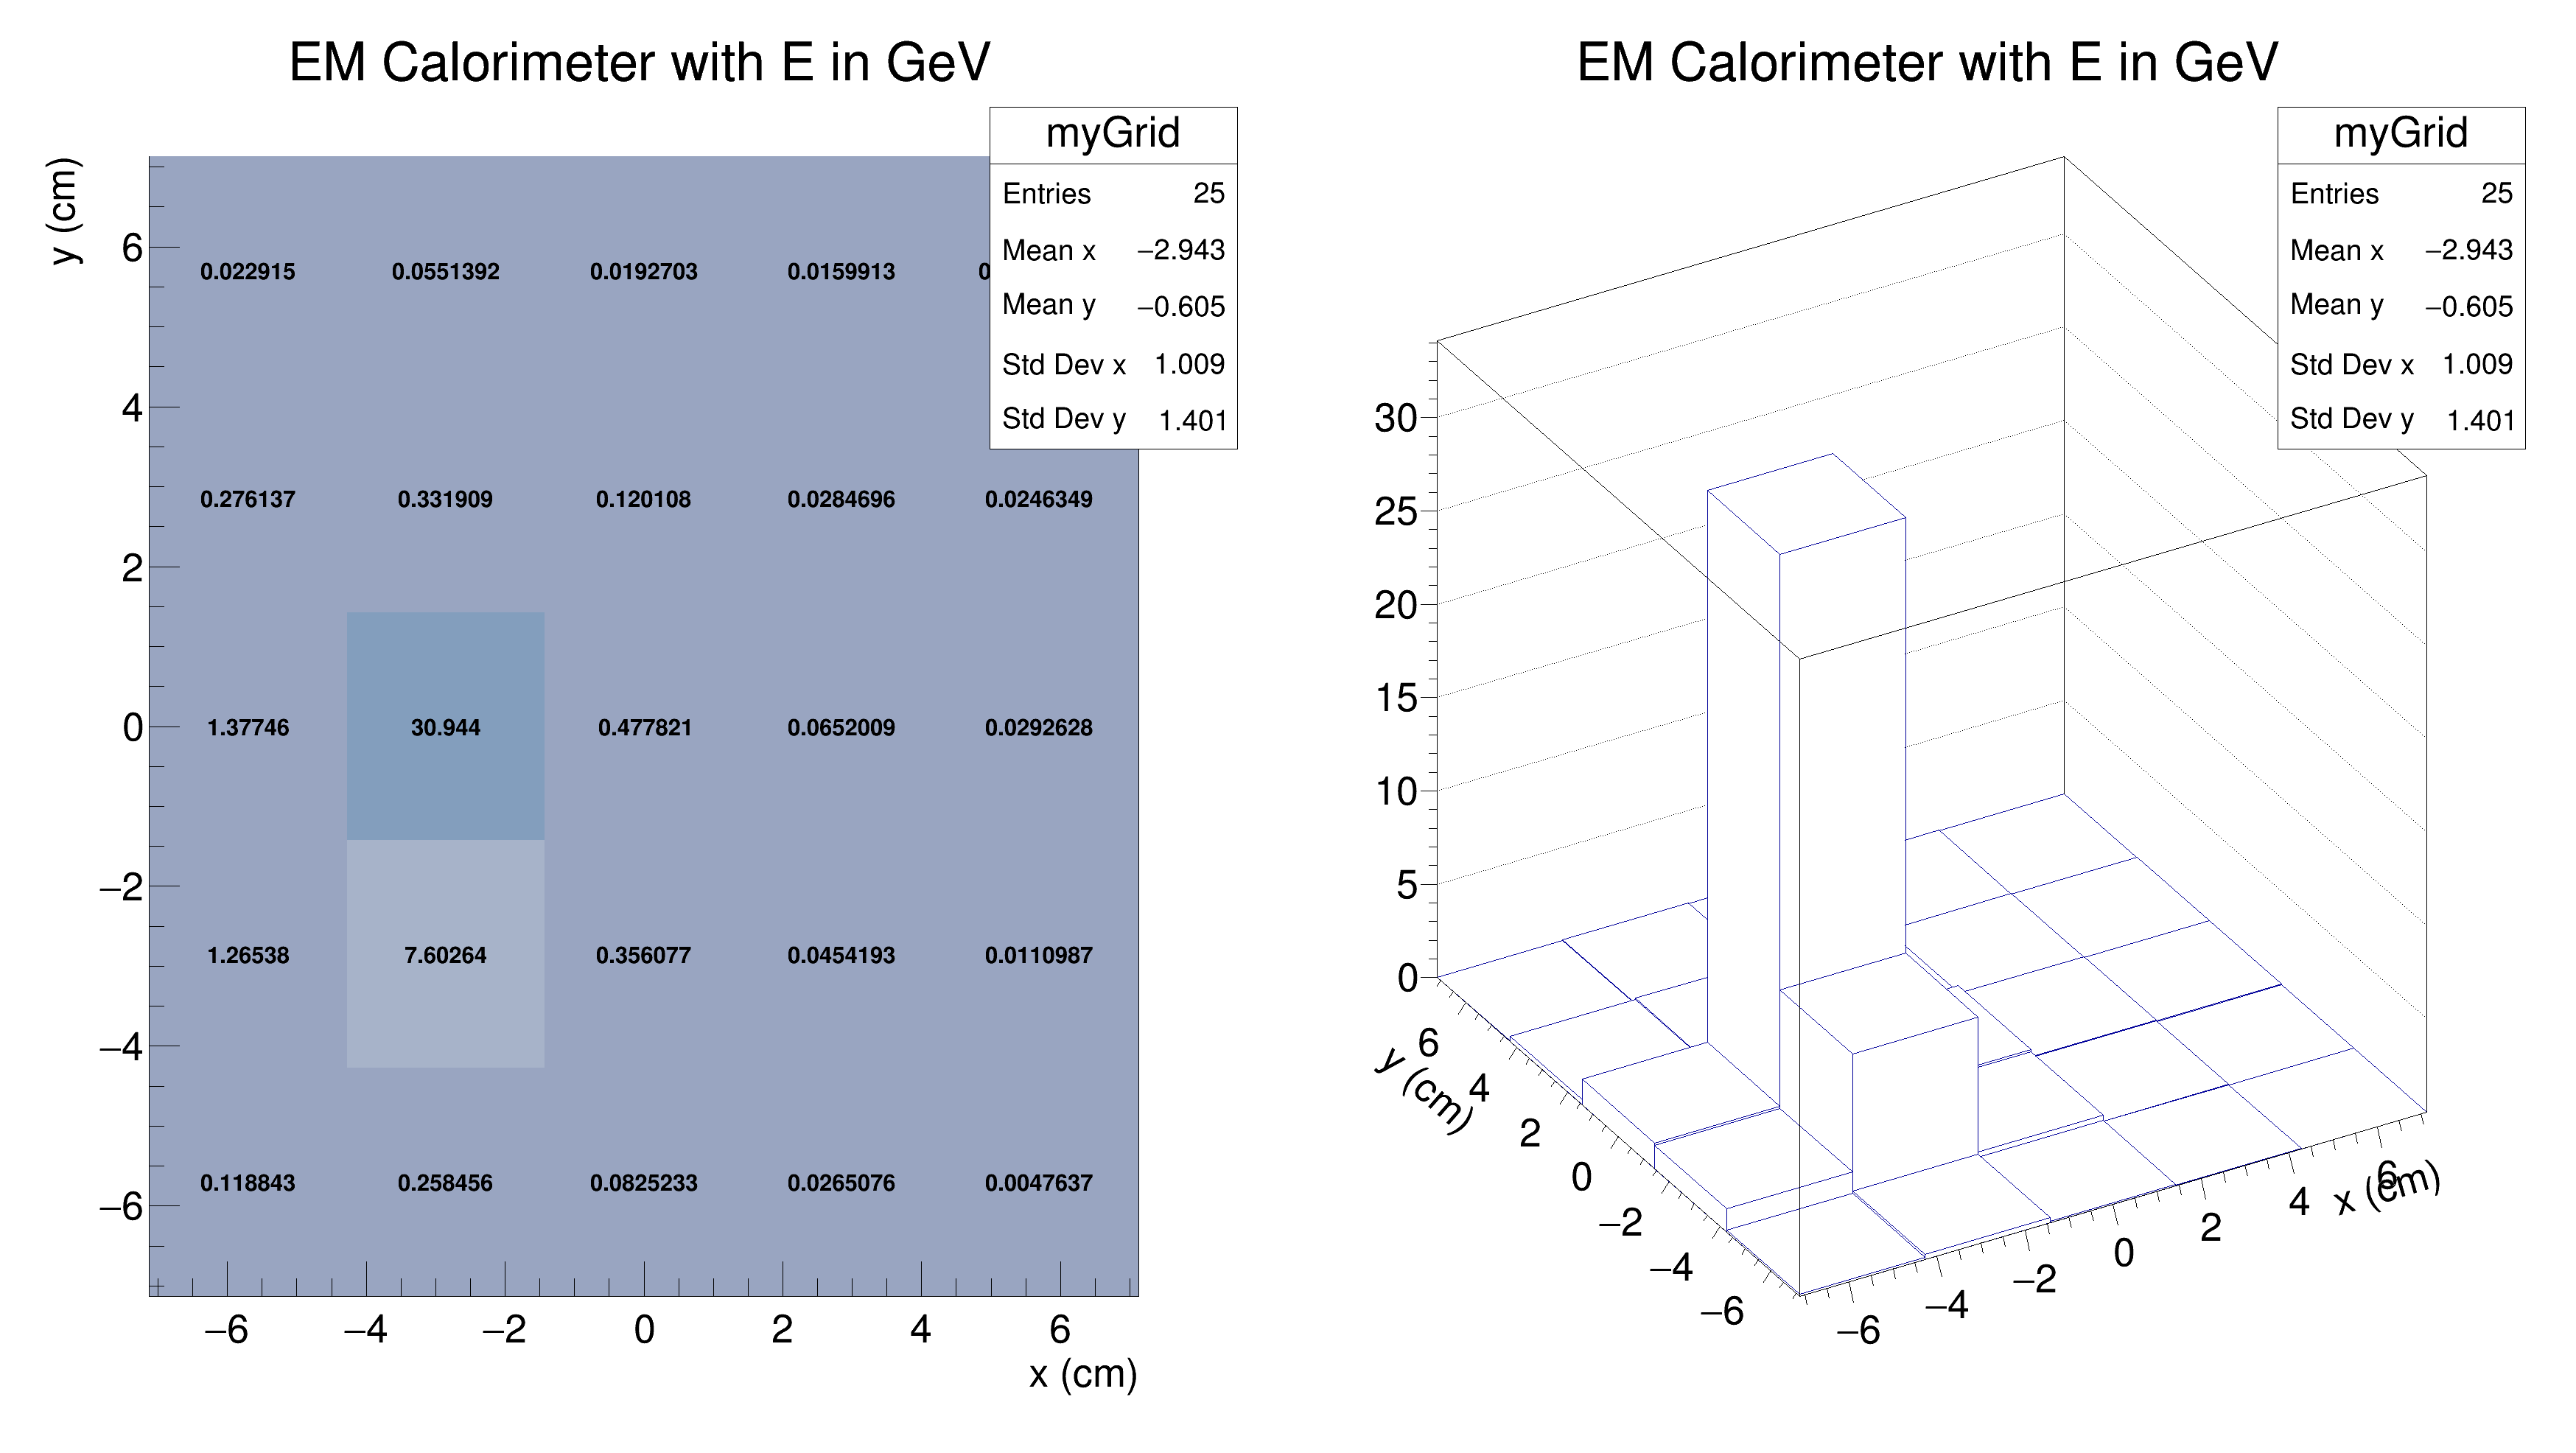 EM Calorimeter with E in GeV
myGrid
Entries 25
Mean x −2.943
Mean y −0.605
Std Dev x 1.009
Std Dev y 1.401
y (cm)
6
4
2
0
−2
−4
−6
0.022915 0.0551392 0.0192703 0.0159913
0.276137 0.331909 0.120108 0.0284696 0.0246349
1.37746 30.944 0.477821 0.0652009 0.0292628
1.26538 7.60264 0.356077 0.0454193 0.0110987
0.118843 0.258456 0.0825233 0.0265076 0.0047637
−6 −4 −2 0 2 4 6
x (cm)
EM Calorimeter with E in GeV
myGrid
Entries 25
Mean x −2.943
Mean y −0.605
Std Dev x 1.009
Std Dev y 1.401
30
25
20
15
10
5
0
y (cm)
6
4
2
0
−2
−4
−6
−6 −4 −2 0 2 4 6
x (cm)